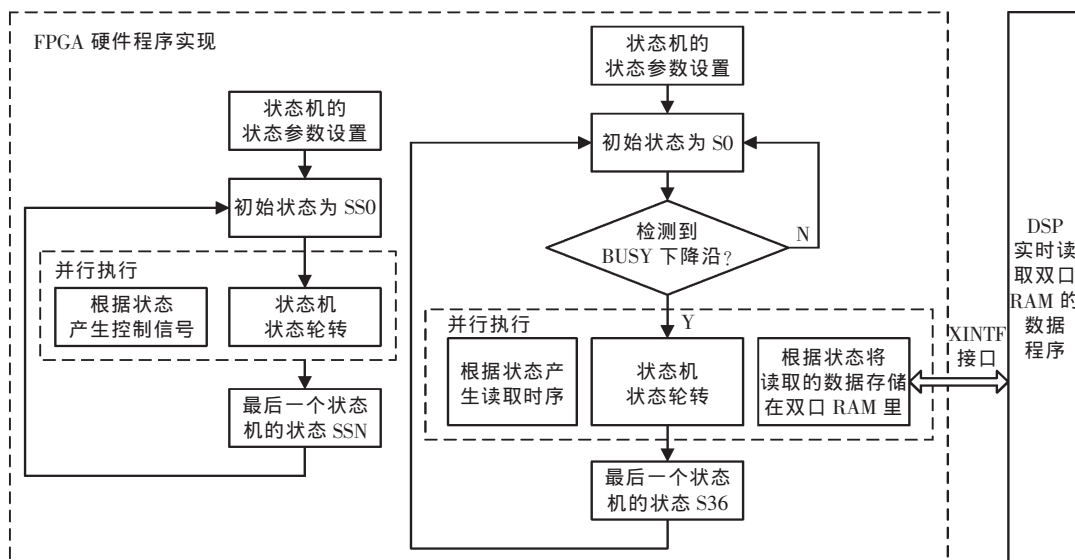 FPGA 硬件程序实现
状态机的
状态参数设置
初始状态为 SS0
并行执行
根据状态
产生控制信号
状态机
状态轮转
最后一个状态
机的状态 SSN
状态机的
状态参数设置
初始状态为 S0
检测到
BUSY 下降沿?
N
Y
并行执行
根据状态产
生读取时序
状态机
状态轮转
根据状态将
读取的数据存储
在双口 RAM 里
最后一个状态
机的状态 S36
XINTF
接口
DSP
实时读
取双口
RAM 的
数据
程序